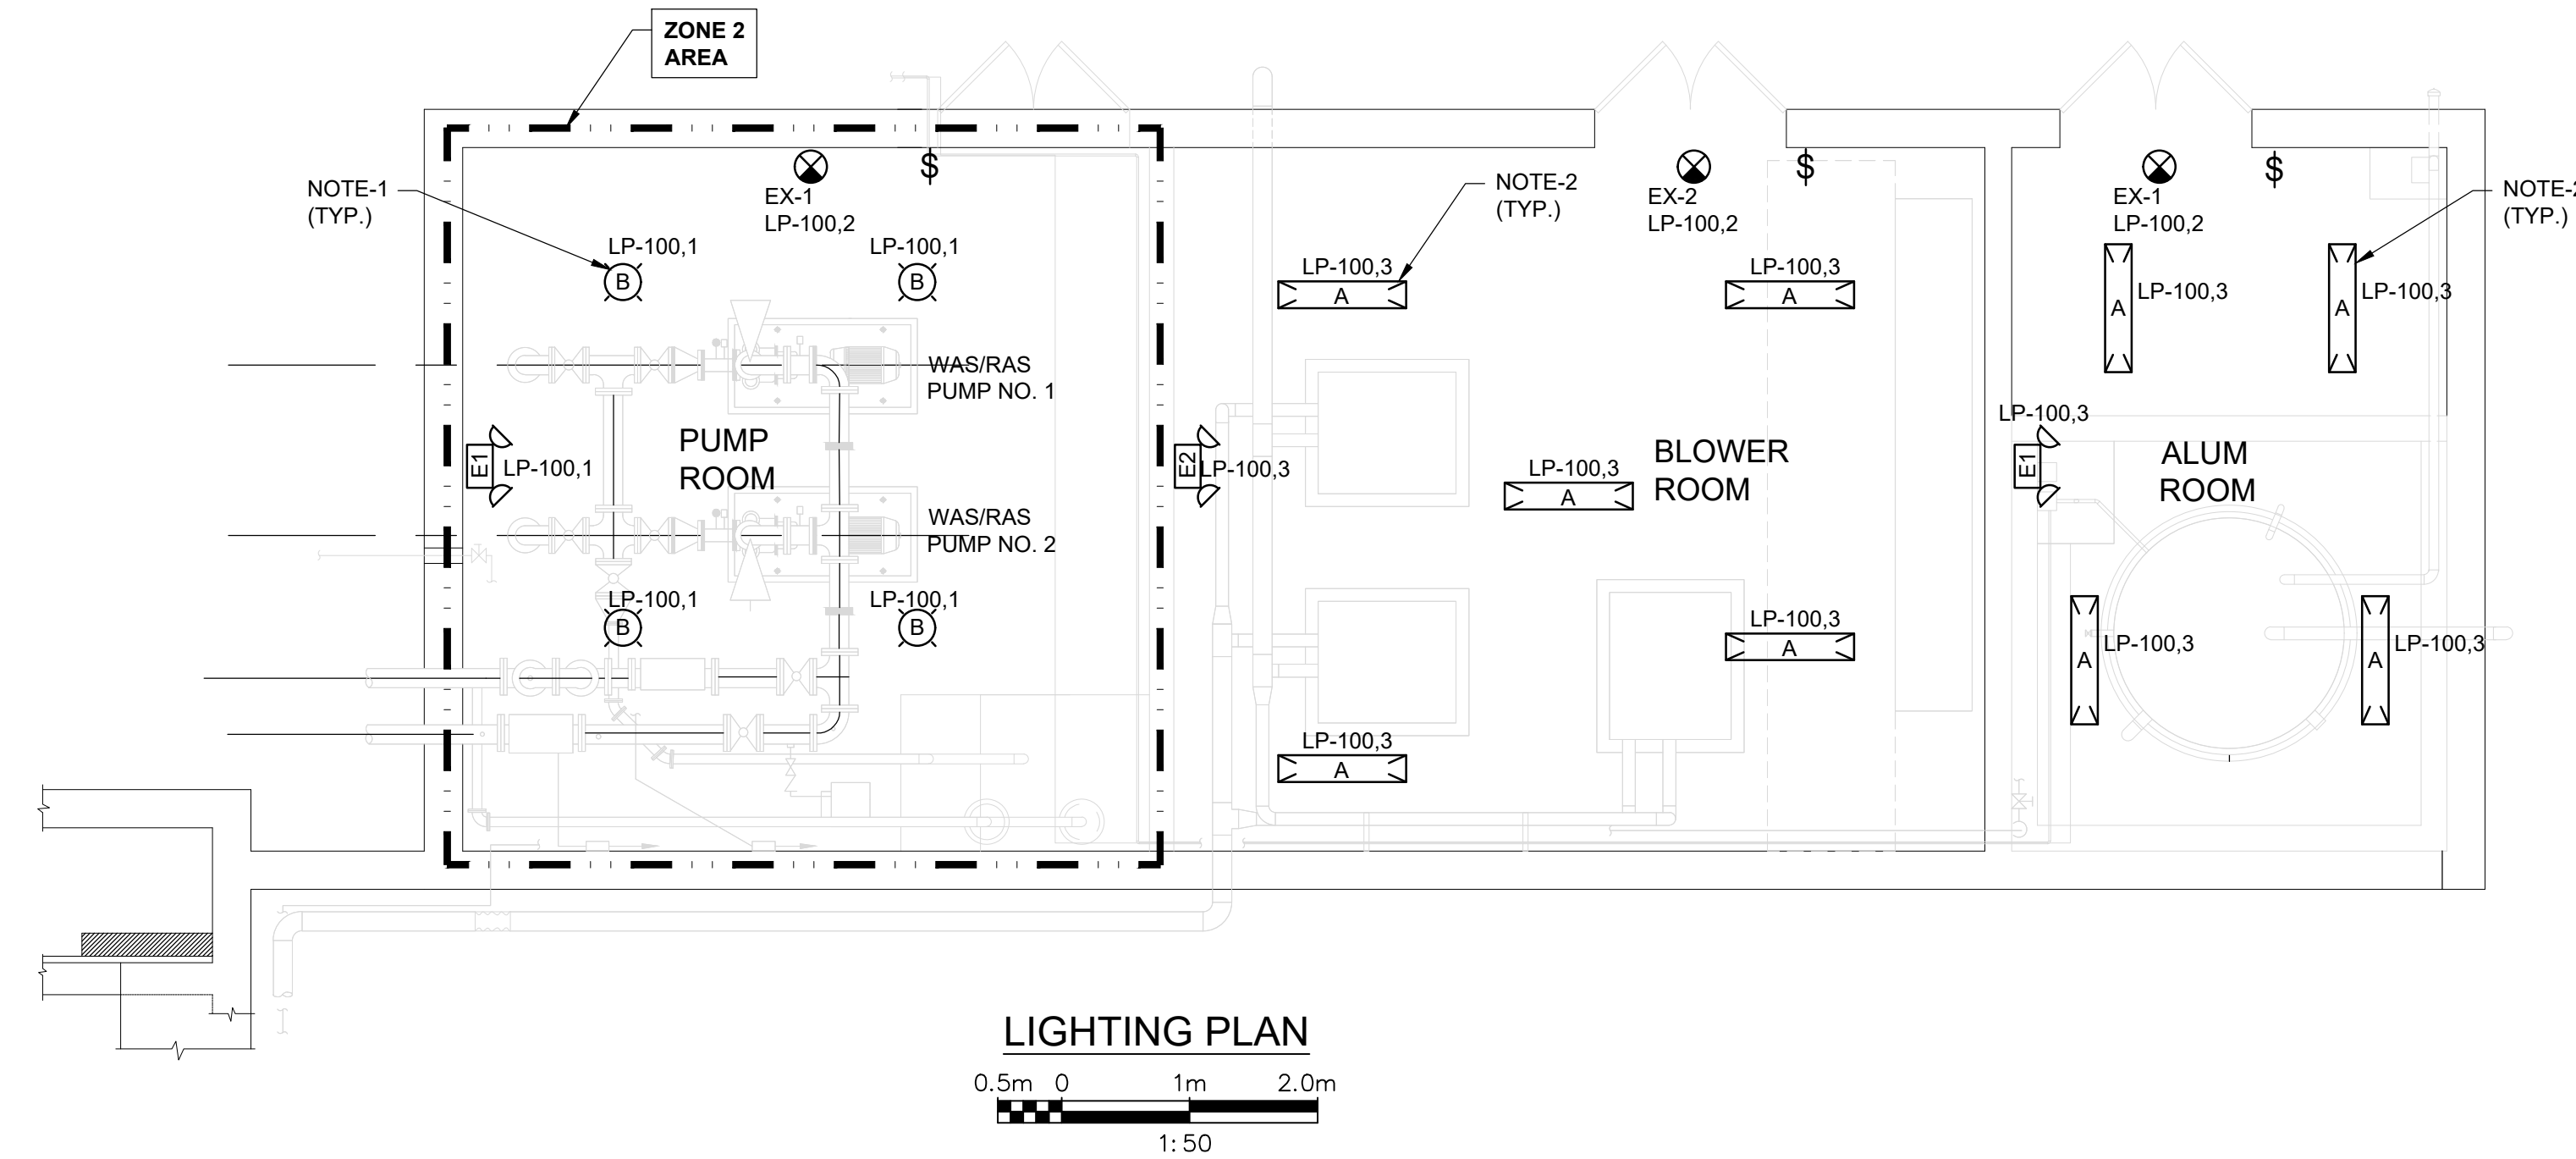 ZONE 2
AREA
NOTE-1
(TYP.)
EX-1
LP-100,2
$
LP-100,1
LP-100,1
B
B
NOTE-2
(TYP.)
EX-2
LP-100,2
$
EX-1
LP-100,2
$
(TYP.)
LP-100,3
A
LP-100,3
A
A
LP-100,3
A
LP-100,3
WAS/RAS
PUMP NO. 1
PUMP
ROOM
E1
LP-100,1
E2
LP-100,3
LP-100,3
A
BLOWER
ROOM
LP-100,3
E1
ALUM
ROOM
WAS/RAS
PUMP NO. 2
LP-100,1
B
LP-100,1
B
LP-100,3
A
LP-100,3
A
A
LP-100,3
A
LP-100,3
LIGHTING PLAN
0.5m 0 1m 2.0m
1:50